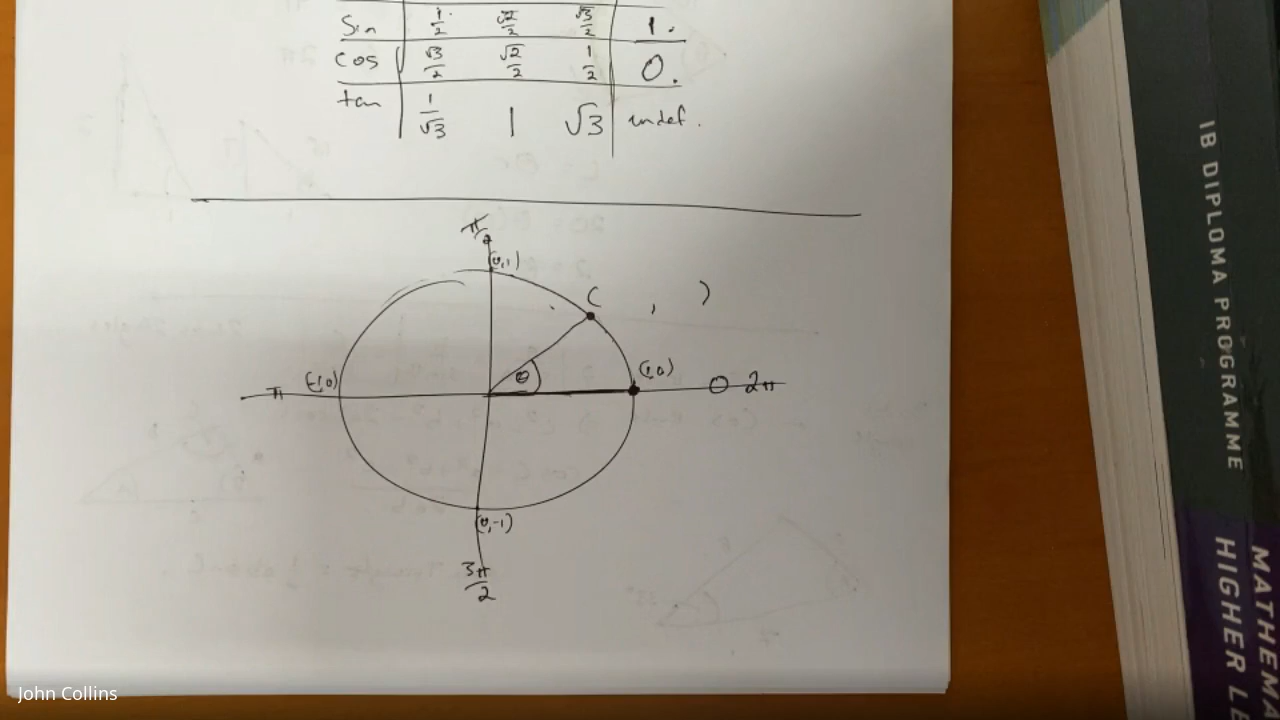 Sin 1/2 √2/2 √3/2 1.
cos √3/2 √2/2 1/2 0.
tan 1/√3 1 √3 undef.
π/2
(0,1)
( , )
π (-1,0) θ (1,0) 0 2π
(0,-1)
3π/2
IB DIPLOMA PROGRAMME
MATHEMA
HIGHER LE
John Collins